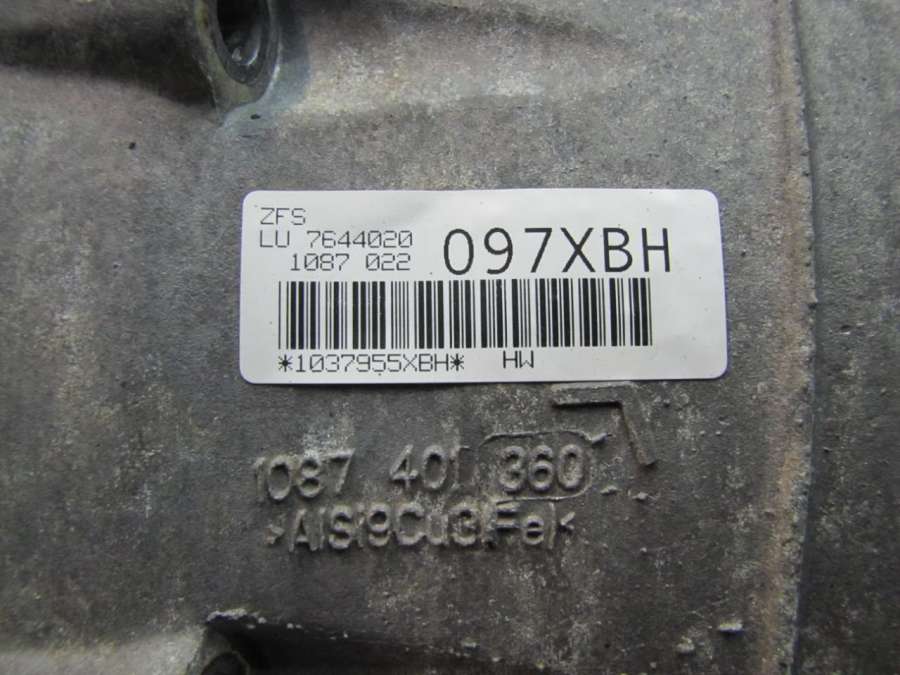 ZFS
LU 7644020
1087 022
097XBH
*1037955XBH* HW
1087 401 360
>AlSi9Cu3(Fe)<